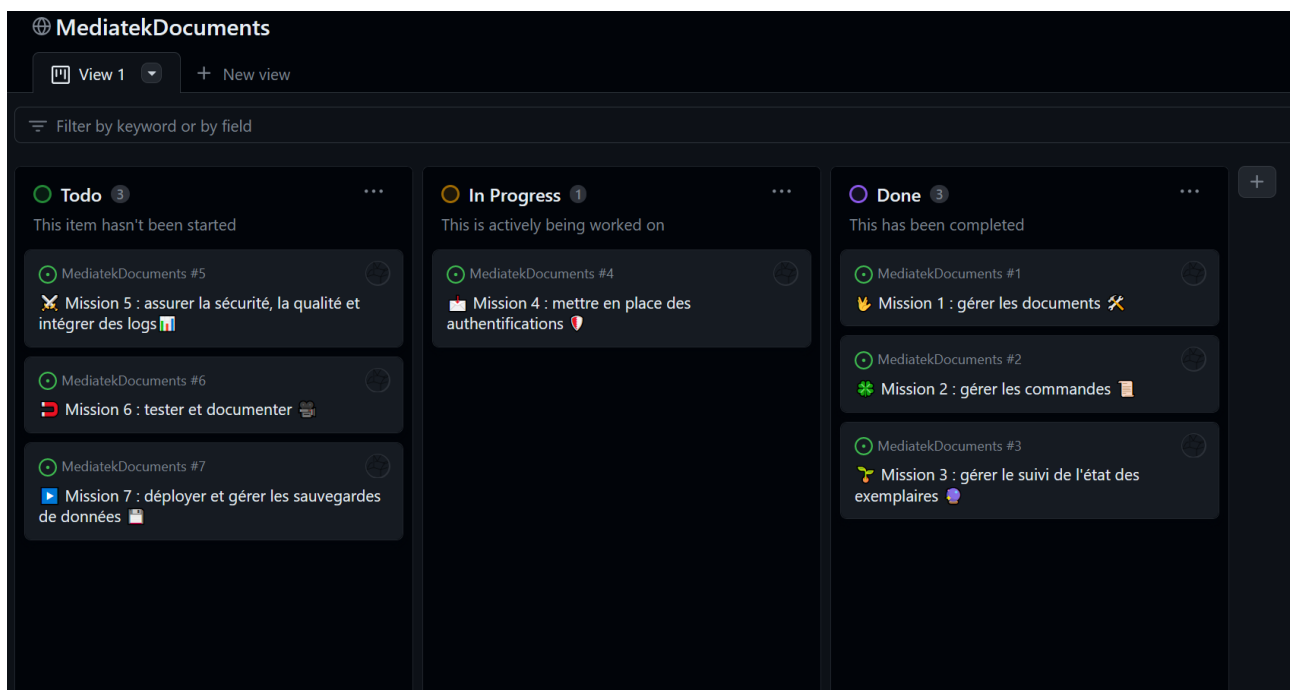 MediatekDocuments
View 1
New view
Filter by keyword or by field
Todo 3
This item hasn't been started
MediatekDocuments #5
⚔️ Mission 5 : assurer la sécurité, la qualité et
intégrer des logs📊
MediatekDocuments #6
🧲 Mission 6 : tester et documenter 🎥
MediatekDocuments #7
▶️ Mission 7 : déployer et gérer les sauvegardes
de données 💾
In Progress 1
This is actively being worked on
MediatekDocuments #4
📩 Mission 4 : mettre en place des
authentifications 🛡️
Done 3
This has been completed
MediatekDocuments #1
🖖 Mission 1 : gérer les documents 🛠️
MediatekDocuments #2
🍀 Mission 2 : gérer les commandes 📜
MediatekDocuments #3
🌱 Mission 3 : gérer le suivi de l'état des
exemplaires 🔮